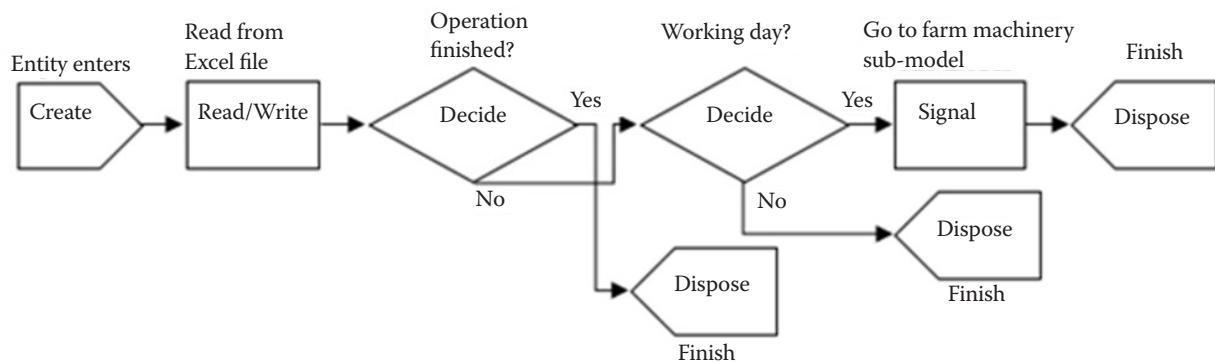 Entity enters
Create
Read from
Excel file
Read/Write
Operation
finished?
Decide
Yes
No
Working day?
Decide
Yes
No
Go to farm machinery
sub-model
Signal
Finish
Dispose
Dispose
Finish
Dispose
Finish